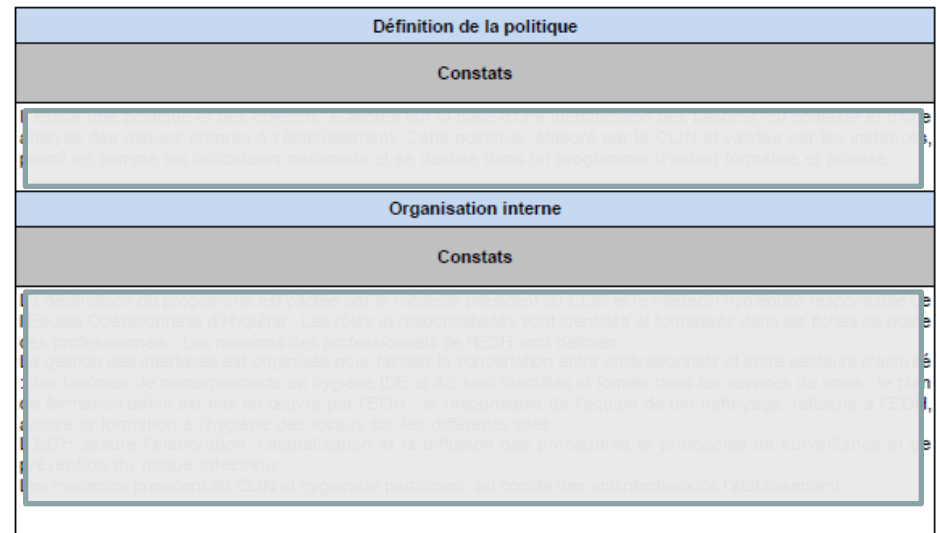 Définition de la politique
Constats
Il existe une politique et des objectifs, élaborés sur la base d'une identification des besoins, du contexte et d'une
analyse des risques propres à l'établissement. Cette politique, élaboré par le CLIN et validée par les instances,
prend en compte les indicateurs nationaux et se décline dans un programme d'action formalisé et priorisé.
Organisation interne
Constats
La déclinaison du programme est pilotée par le médecin président du CLIN et le médecin hygiéniste responsable de
l'Equipe Opérationnelle d'Hygiène. Les rôles et responsabilités sont identifiés et formalisés dans les fiches de poste
des professionnels. Les missions des professionnels de l'EOH sont définies.
La gestion des interfaces est organisée pour faciliter la concertation entre professionnels et entre secteurs d'activité
: des binômes de correspondants en hygiène IDE et AS sont identifiés et formés dans les services de soins , le plan
de formation défini est mis en œuvre par l'EOH , le responsable de l'équipe de bio nettoyage, rattaché à l'EOH,
assure la formation à l'hygiène des locaux sur les différents sites
L'EOH assure l'élaboration, l'actualisation et la diffusion des procédures et protocoles de surveillance et de
prévention du risque infectieux
Les médecins président du CLIN et hygiéniste participent au comité des antiinfectieux de l'établissement